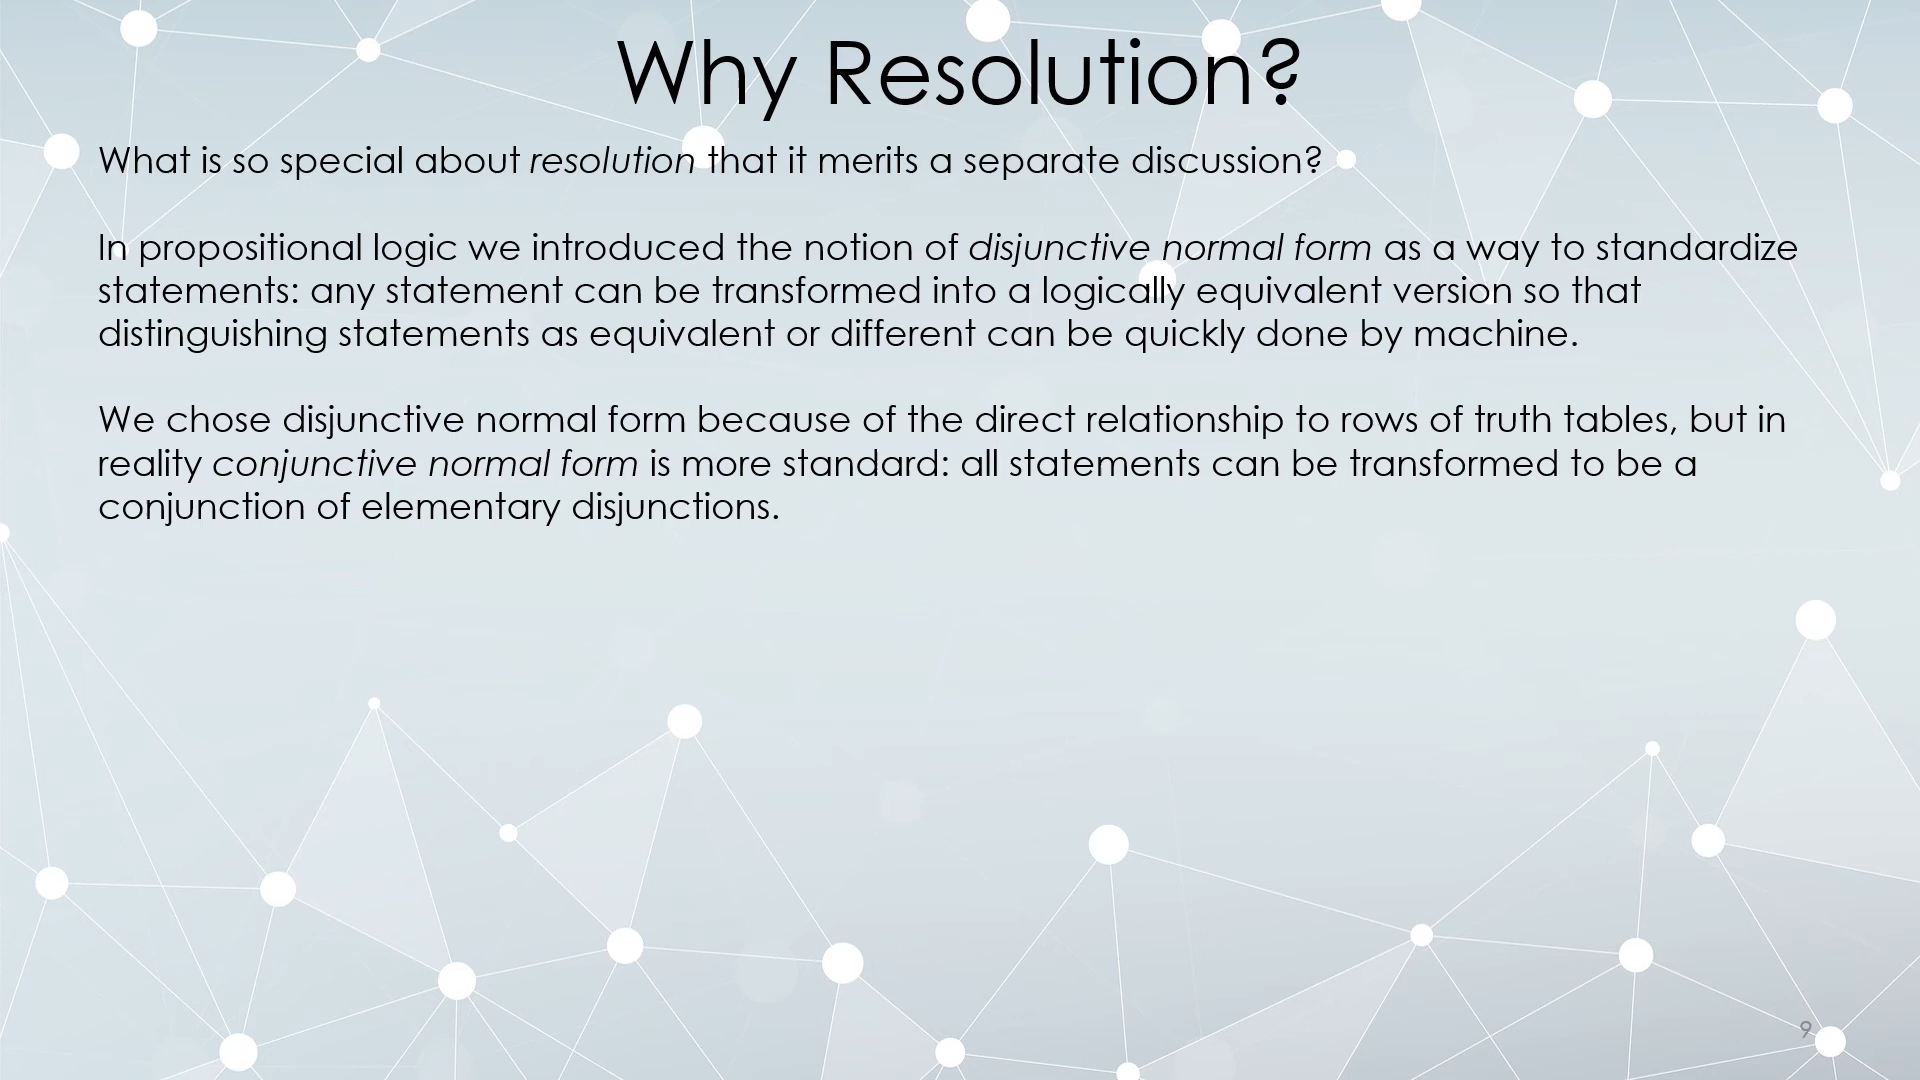 Why Resolution?
What is so special about resolution that it merits a separate discussion?
In propositional logic we introduced the notion of disjunctive normal form as a way to standardize
statements: any statement can be transformed into a logically equivalent version so that
distinguishing statements as equivalent or different can be quickly done by machine.
We chose disjunctive normal form because of the direct relationship to rows of truth tables, but in
reality conjunctive normal form is more standard: all statements can be transformed to be a
conjunction of elementary disjunctions.
9